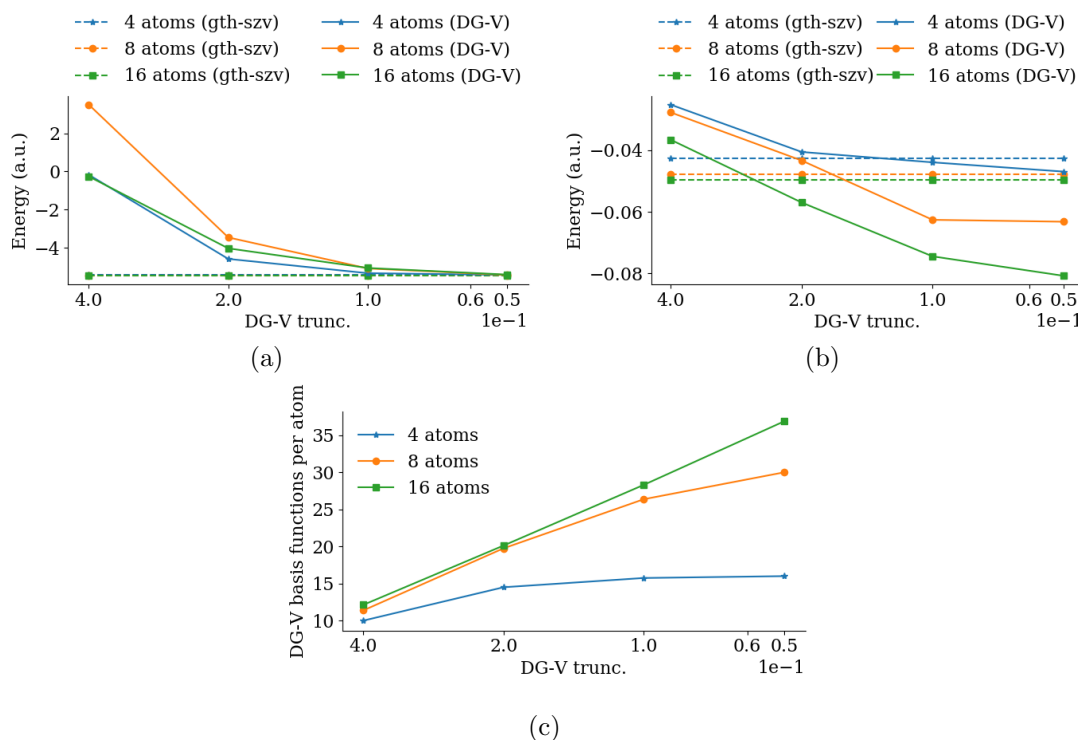 4 atoms (gth-szv)
8 atoms (gth-szv)
16 atoms (gth-szv)
4 atoms (DG-V)
8 atoms (DG-V)
16 atoms (DG-V)
Energy (a.u.)
2
0
−2
−4
4.0 2.0 1.0 0.6 0.5
1e−1
DG-V trunc.
(a)
4 atoms (gth-szv)
8 atoms (gth-szv)
16 atoms (gth-szv)
4 atoms (DG-V)
8 atoms (DG-V)
16 atoms (DG-V)
Energy (a.u.)
−0.04
−0.06
−0.08
4.0 2.0 1.0 0.6 0.5
1e−1
DG-V trunc.
(b)
DG-V basis functions per atom
35
30
25
20
15
10
4 atoms
8 atoms
16 atoms
4.0 2.0 1.0 0.6 0.5
1e−1
DG-V trunc.
(c)